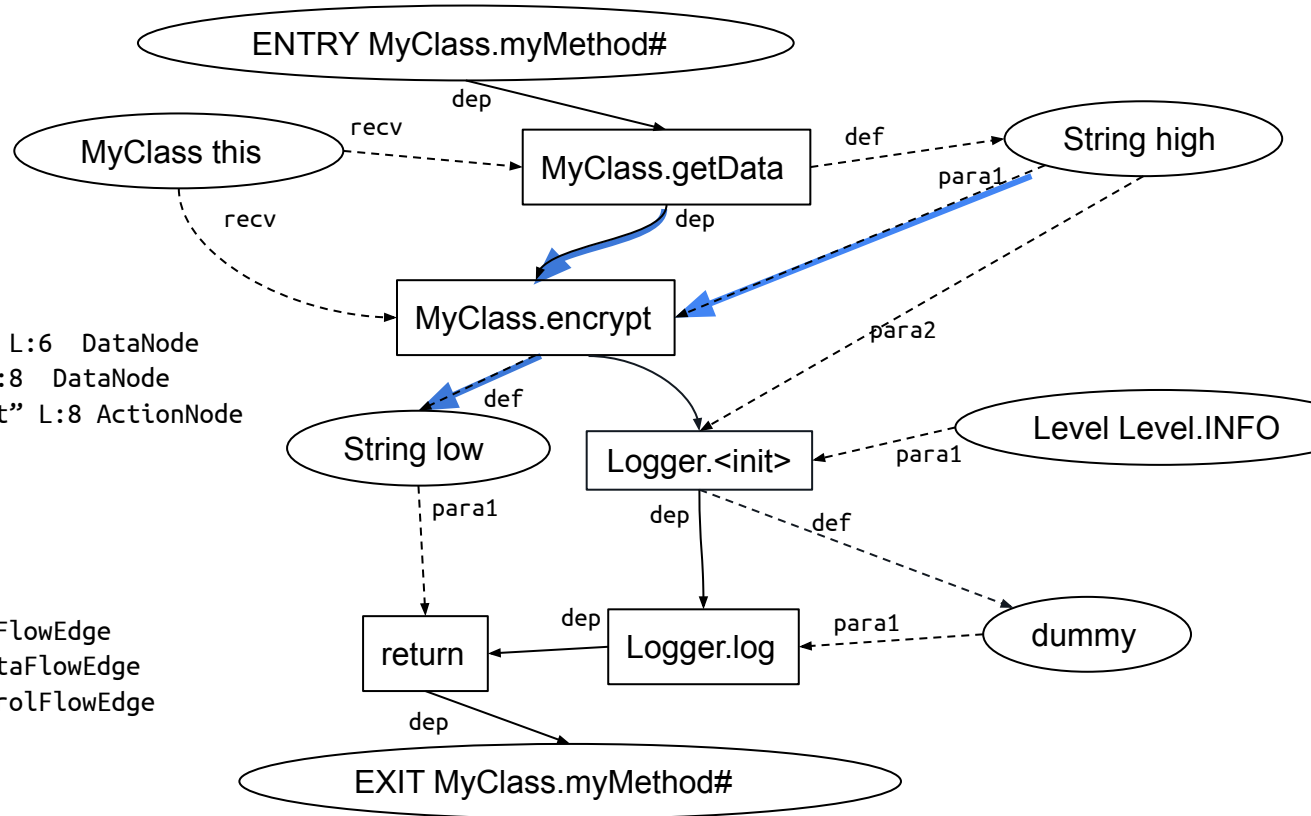 ENTRY MyClass.myMethod#
dep
recv
MyClass this
MyClass.getData
def
String high
para1
recv
dep
MyClass.encrypt
para2
L:6  DataNode
:8  DataNode
t” L:8 ActionNode
def
String low
Logger.<init>
para1
Level Level.INFO
para1
dep
def
FlowEdge
taFlowEdge
rolFlowEdge
return
dep
Logger.log
para1
dummy
dep
EXIT MyClass.myMethod#